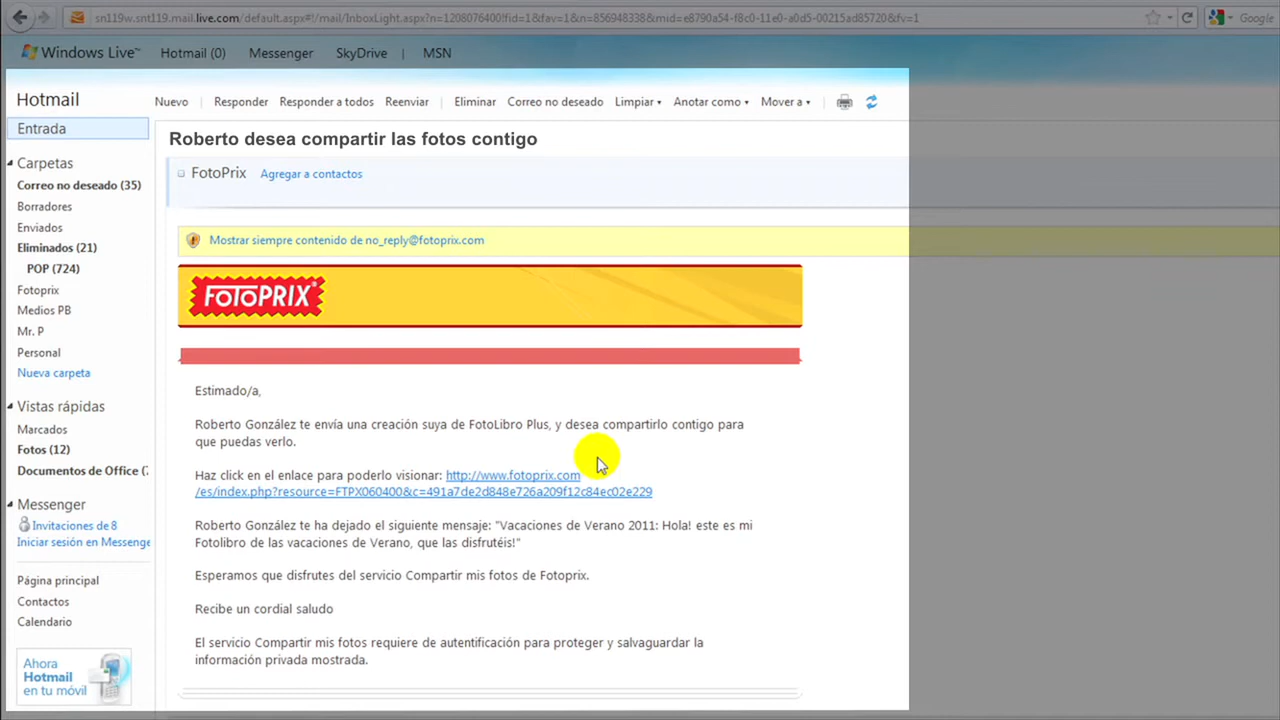 sn119w.snt119.mail.live.com/default.aspx#!/mail/InboxLight.aspx?n=1208076400!fid=1&fav=1&n=856948338&mid=e8790a54-f8c0-11e0-a0d5-00215ad85720&fv=1
Google
Windows Live™ Hotmail (0) Messenger SkyDrive | MSN
Hotmail
Nuevo Responder Responder a todos Reenviar Eliminar Correo no deseado Limpiar Anotar como Mover a
Entrada
Roberto desea compartir las fotos contigo
Carpetas
Correo no deseado (35)
Borradores
Enviados
Eliminados (21)
POP (724)
Fotoprix
Medios PB
Mr. P
Personal
Nueva carpeta
Vistas rápidas
Marcados
Fotos (12)
Documentos de Office (
Messenger
Invitaciones de 8
Iniciar sesión en Messenge
Página principal
Contactos
Calendario
Ahora
Hotmail
en tu móvil
FotoPrix Agregar a contactos
Mostrar siempre contenido de no_reply@fotoprix.com
FOTOPRIX®
Estimado/a,
Roberto González te envía una creación suya de FotoLibro Plus, y desea compartirlo contigo para
que puedas verlo.
Haz click en el enlace para poderlo visionar: http://www.fotoprix.com
/es/index.php?resource=FTPX060400&c=491a7de2d848e726a209f12c84ec02e229
Roberto González te ha dejado el siguiente mensaje: "Vacaciones de Verano 2011: Hola! este es mi
Fotolibro de las vacaciones de Verano, que las disfrutéis!"
Esperamos que disfrutes del servicio Compartir mis fotos de Fotoprix.
Recibe un cordial saludo
El servicio Compartir mis fotos requiere de autentificación para proteger y salvaguardar la
información privada mostrada.